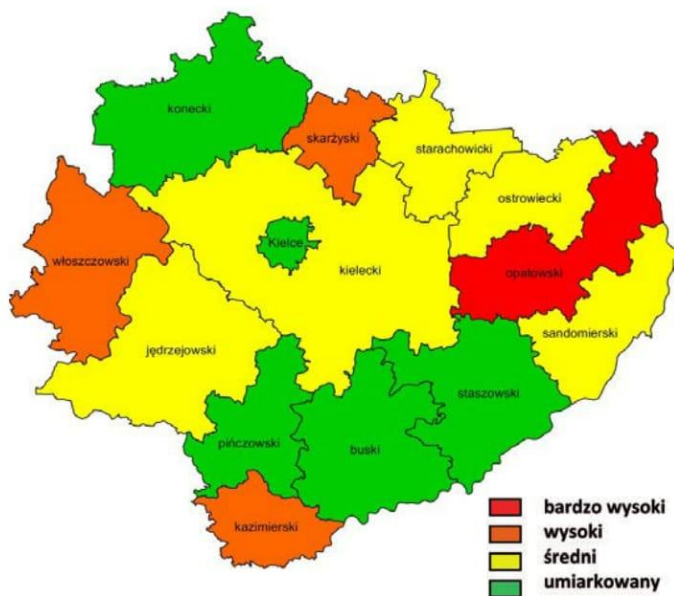 konecki
skarżyski
starachowicki
ostrowiecki
Kielce
włoszczowski
kielecki
opatowski
sandomierski
jędrzejowski
staszowski
pińczowski
buski
kazimierski
bardzo wysoki
wysoki
średni
umiarkowany